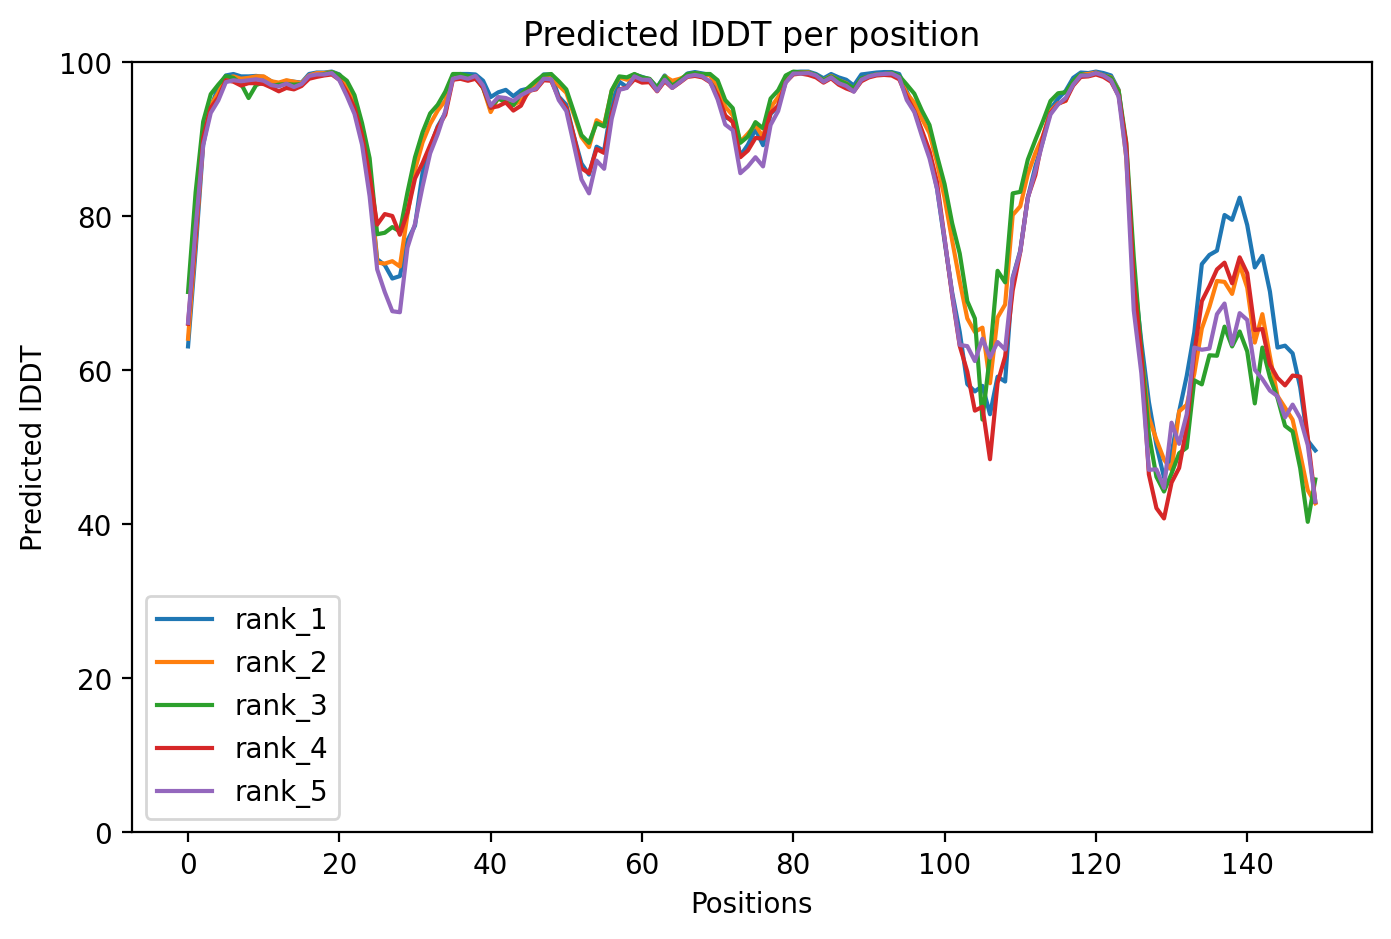 Predicted lDDT per position
Predicted lDDT
100
80
60
40
20
0
rank_1
rank_2
rank_3
rank_4
rank_5
0 20 40 60 80 100 120 140
Positions